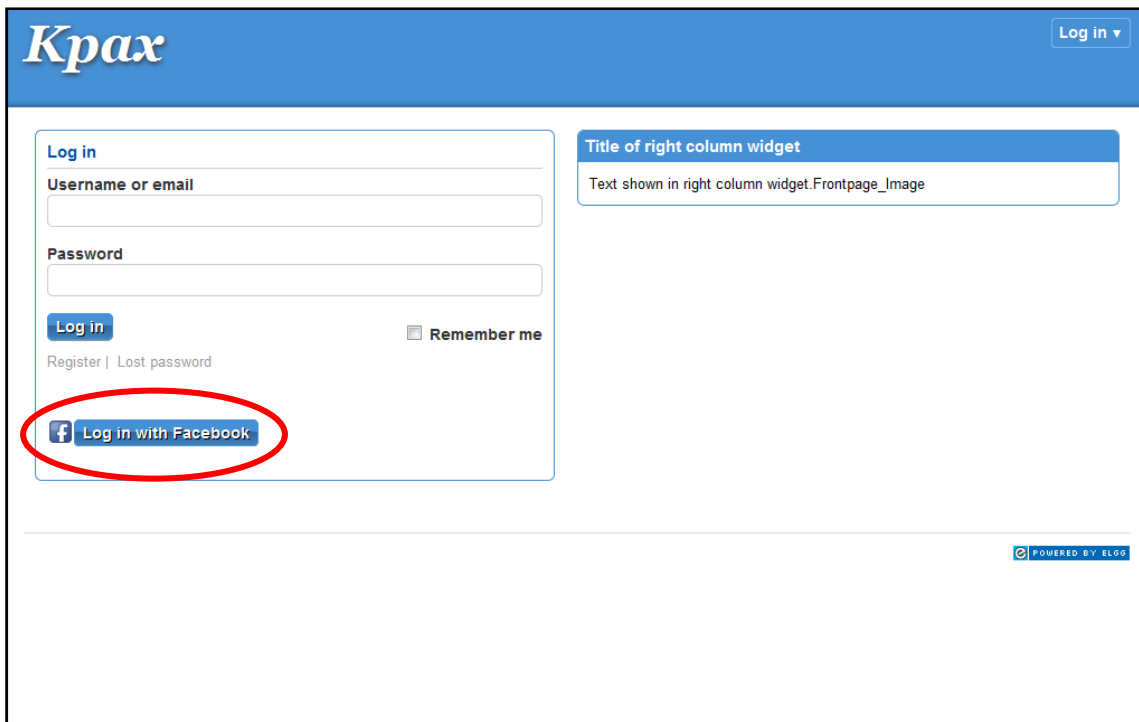 Kpax
Log in ▾
Log in
Username or email
Password
Log in
Remember me
Register | Lost password
f Log in with Facebook
Title of right column widget
Text shown in right column widget.Frontpage_Image
e POWERED BY ELGG